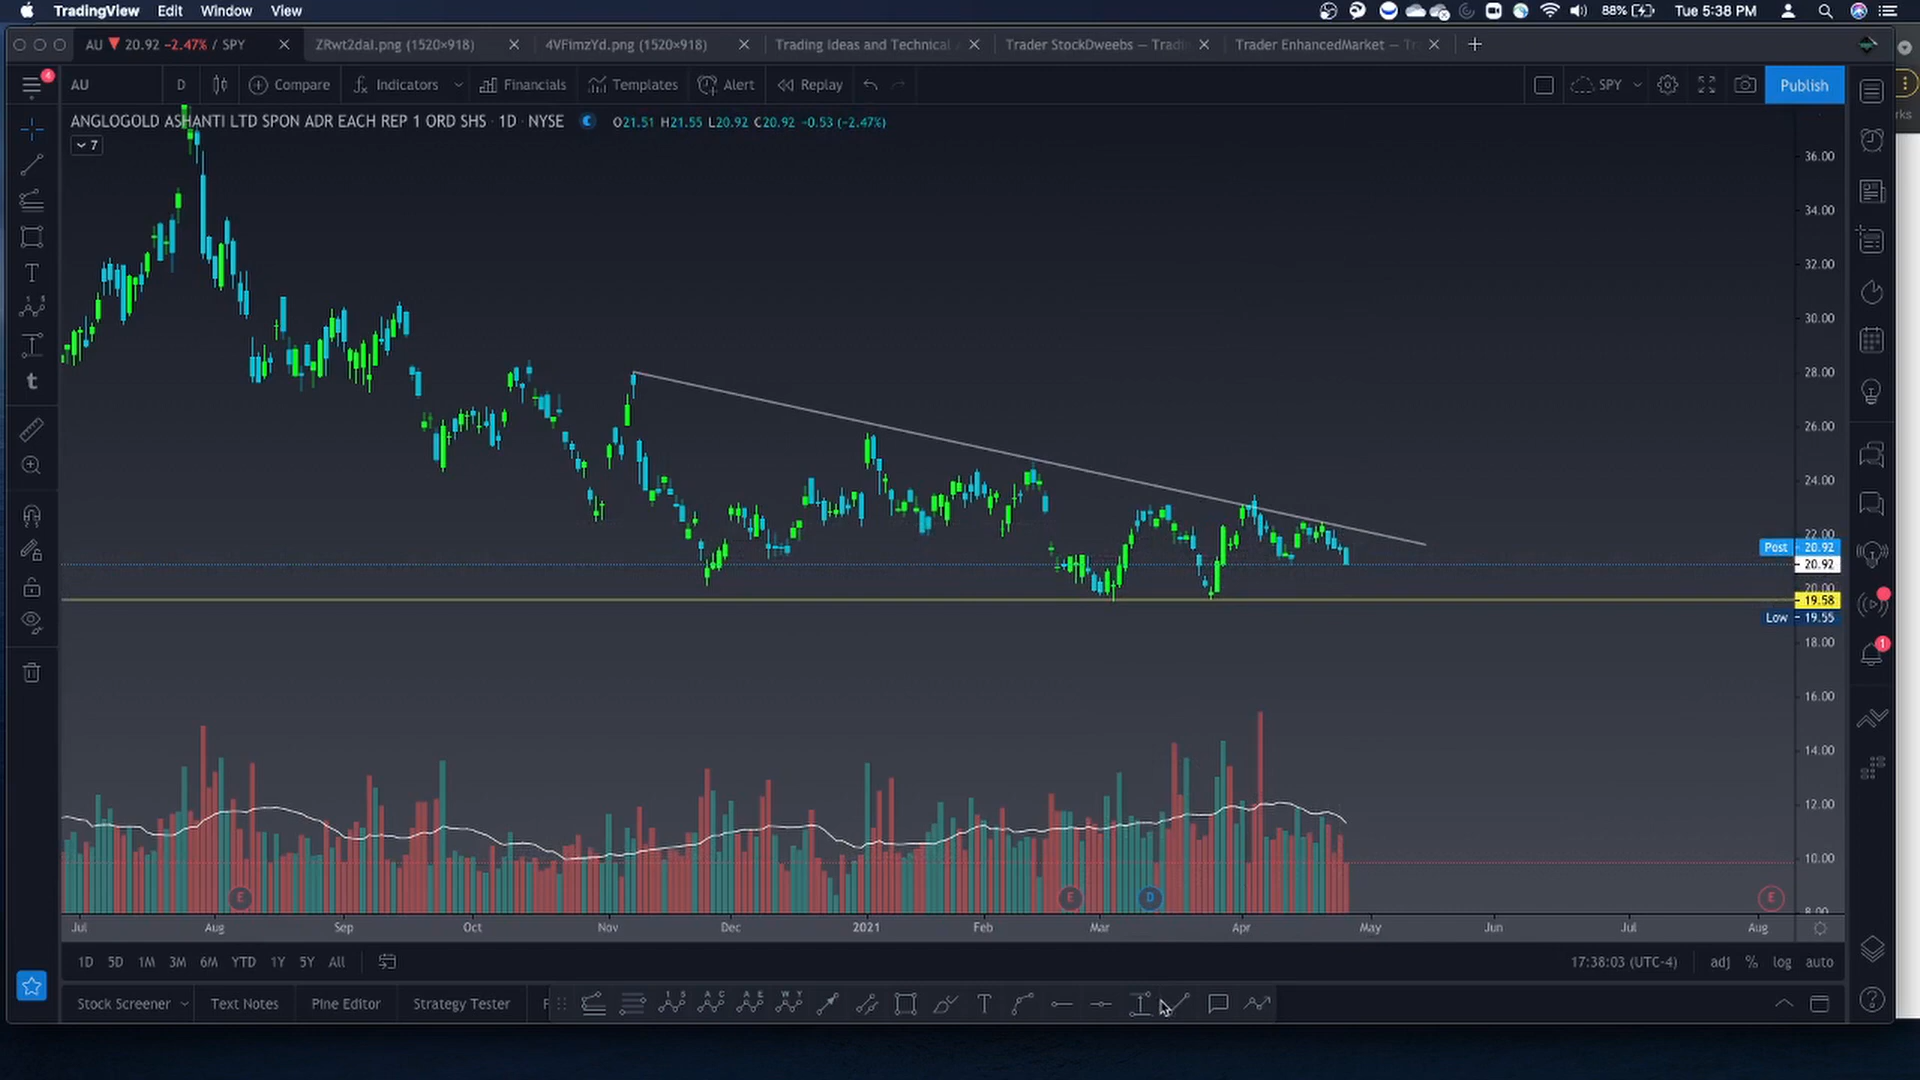 TradingView Edit Window View 88% Tue 5:38 PM
AU ▼ 20.92 −2.47% / SPY ZRwt2daI.png (1520×918) 4VFimzYd.png (1520×918) Trading Ideas and Technical Trader StockDweebs — Tradi Trader EnhancedMarket — Tr
4 AU D Compare Indicators Financials Templates Alert Replay SPY Publish
ANGLOGOLD ASHANTI LTD SPON ADR EACH REP 1 ORD SHS · 1D · NYSE O21.51 H21.55 L20.92 C20.92 −0.53 (−2.47%)
7
36.00
34.00
32.00
30.00
28.00
26.00
24.00
22.00
Post 20.92
20.92
20.00
19.58
Low 19.55
18.00
16.00
14.00
12.00
10.00
8.00
T
t
1
E E D E
Jul Aug Sep Oct Nov Dec 2021 Feb Mar Apr May Jun Jul Aug
1D 5D 1M 3M 6M YTD 1Y 5Y All 17:38:03 (UTC-4) adj % log auto
Stock Screener Text Notes Pine Editor Strategy Tester T